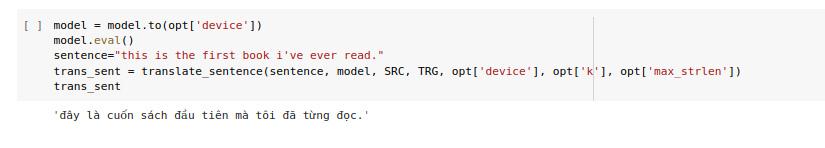 [ ] model = model.to(opt['device'])
model.eval()
sentence="this is the first book i've ever read."
trans_sent = translate_sentence(sentence, model, SRC, TRG, opt['device'], opt['k'], opt['max_strlen'])
trans_sent
'đây là cuốn sách đầu tiên mà tôi đã từng đọc.'